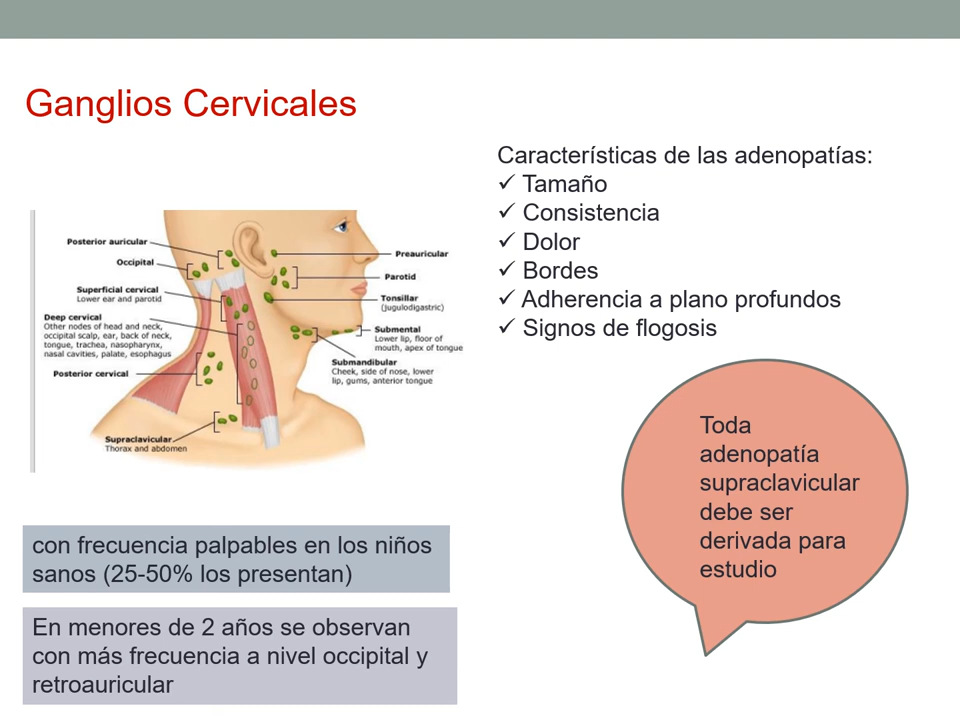 Ganglios Cervicales
Características de las adenopatías:
✓ Tamaño
✓ Consistencia
✓ Dolor
✓ Bordes
✓ Adherencia a plano profundos
✓ Signos de flogosis
Posterior auricular
Occipital
Superficial cervical
Lower ear and parotid
Deep cervical
Other nodes of head and neck,
occipital scalp, ear, back of neck,
tongue, trachea, nasopharynx,
nasal cavities, palate, esophagus
Posterior cervical
Supraclavicular
Thorax and abdomen
Preauricular
Parotid
Tonsillar
(jugulodigastric)
Submental
Lower lip, floor of
mouth, apex of tongue
Submandibular
Cheek, side of nose, lower
lip, gums, anterior tongue
Toda
adenopatía
supraclavicular
debe ser
derivada para
estudio
con frecuencia palpables en los niños
sanos (25-50% los presentan)
En menores de 2 años se observan
con más frecuencia a nivel occipital y
retroauricular